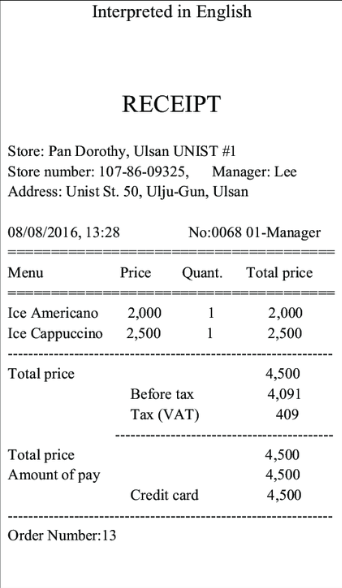 Interpreted in English
RECEIPT
Store: Pan Dorothy, Ulsan UNIST #1
Store number: 107-86-09325, Manager: Lee
Address: Unist St. 50, Ulju-Gun, Ulsan
08/08/2016, 13:28 No:0068 01-Manager
======================================
Menu Price Quant. Total price
======================================
Ice Americano 2,000 1 2,000
Ice Cappuccino 2,500 1 2,500
----------------------------------------------------------------
Total price 4,500
Before tax 4,091
Tax (VAT) 409
-------------------------------------------
Total price 4,500
Amount of pay 4,500
Credit card 4,500
----------------------------------------------------------------
Order Number:13